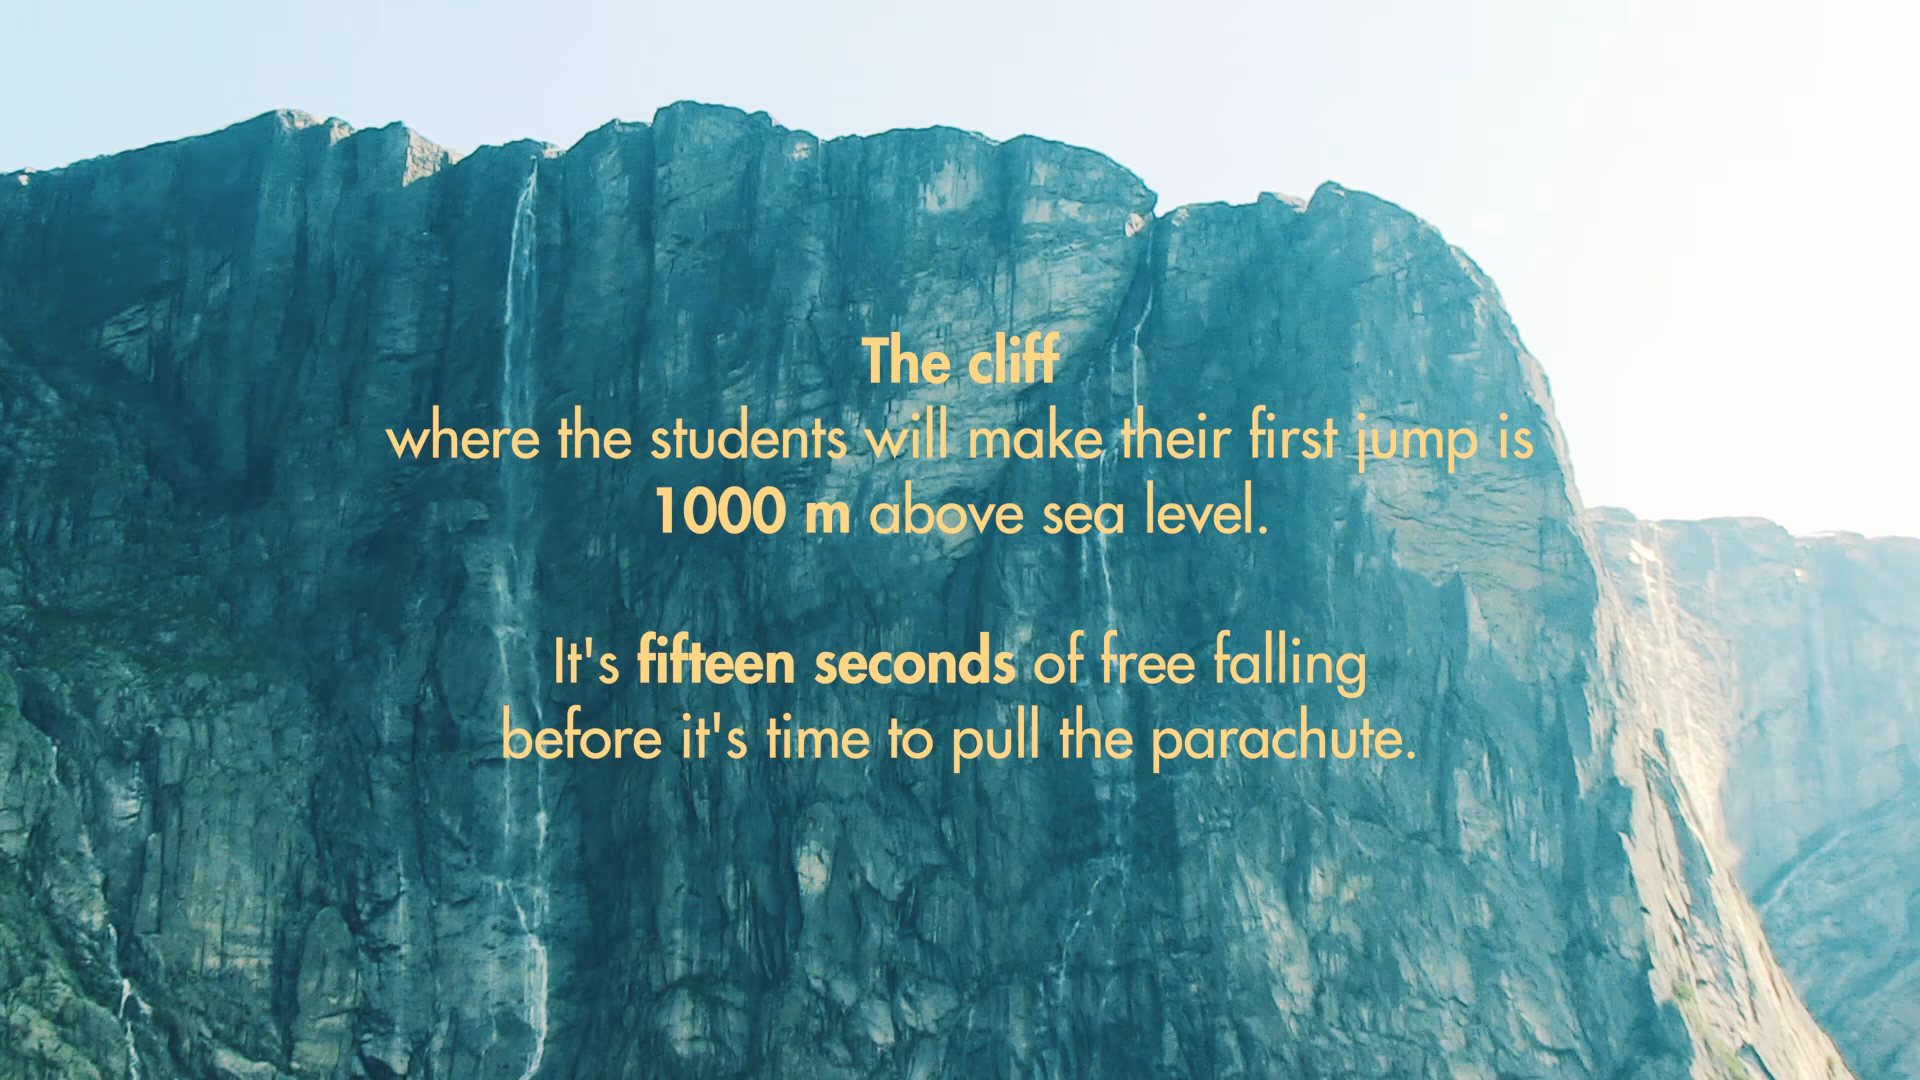 The cliff
where the students will make their first jump is
1000 m above sea level.
It's fifteen seconds of free falling
before it's time to pull the parachute.